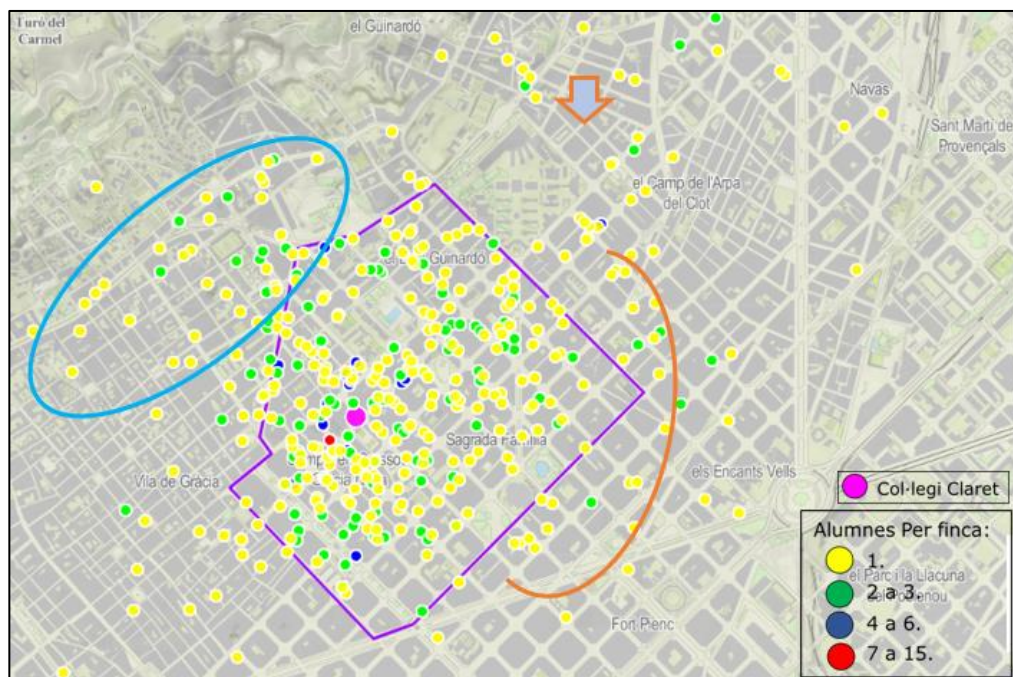 Turó del
Carmel
el Guinardó
Navas
Sant Martí de
Provençals
el Camp de l'Arpa
del Clot
Guinardó
Sagrada Família
Vila de Gràcia
els Encants Vells
Col·legi Claret
Alumnes Per finca:
1.
el Parc i la Llacuna
2 a 3.
del Poblenou
4 a 6.
Fort Pienc
7 a 15.